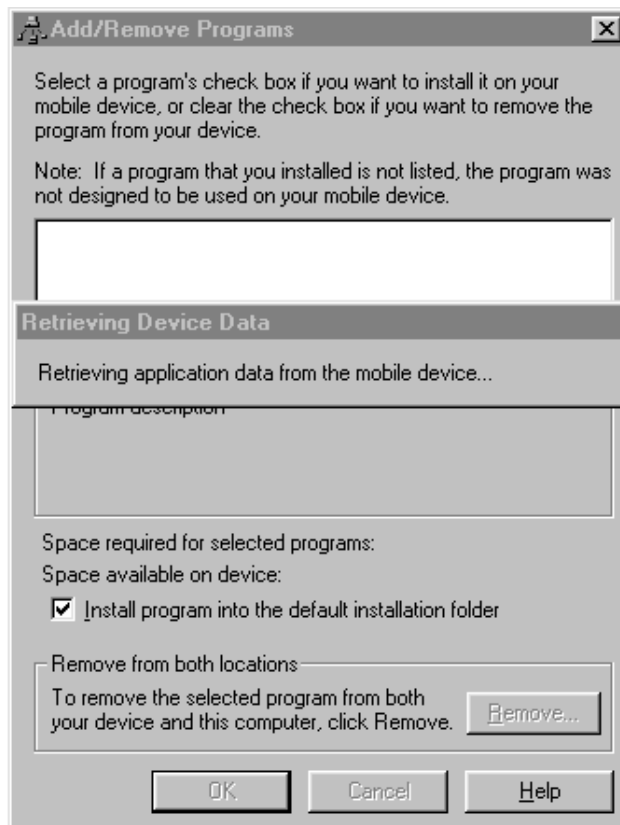 Add/Remove Programs
Select a program's check box if you want to install it on your
mobile device, or clear the check box if you want to remove the
program from your device.
Note: If a program that you installed is not listed, the program was
not designed to be used on your mobile device.
Retrieving Device Data
Retrieving application data from the mobile device...
Program description
Space required for selected programs:
Space available on device:
Install program into the default installation folder
Remove from both locations
To remove the selected program from both
your device and this computer, click Remove.
Remove...
OK
Cancel
Help